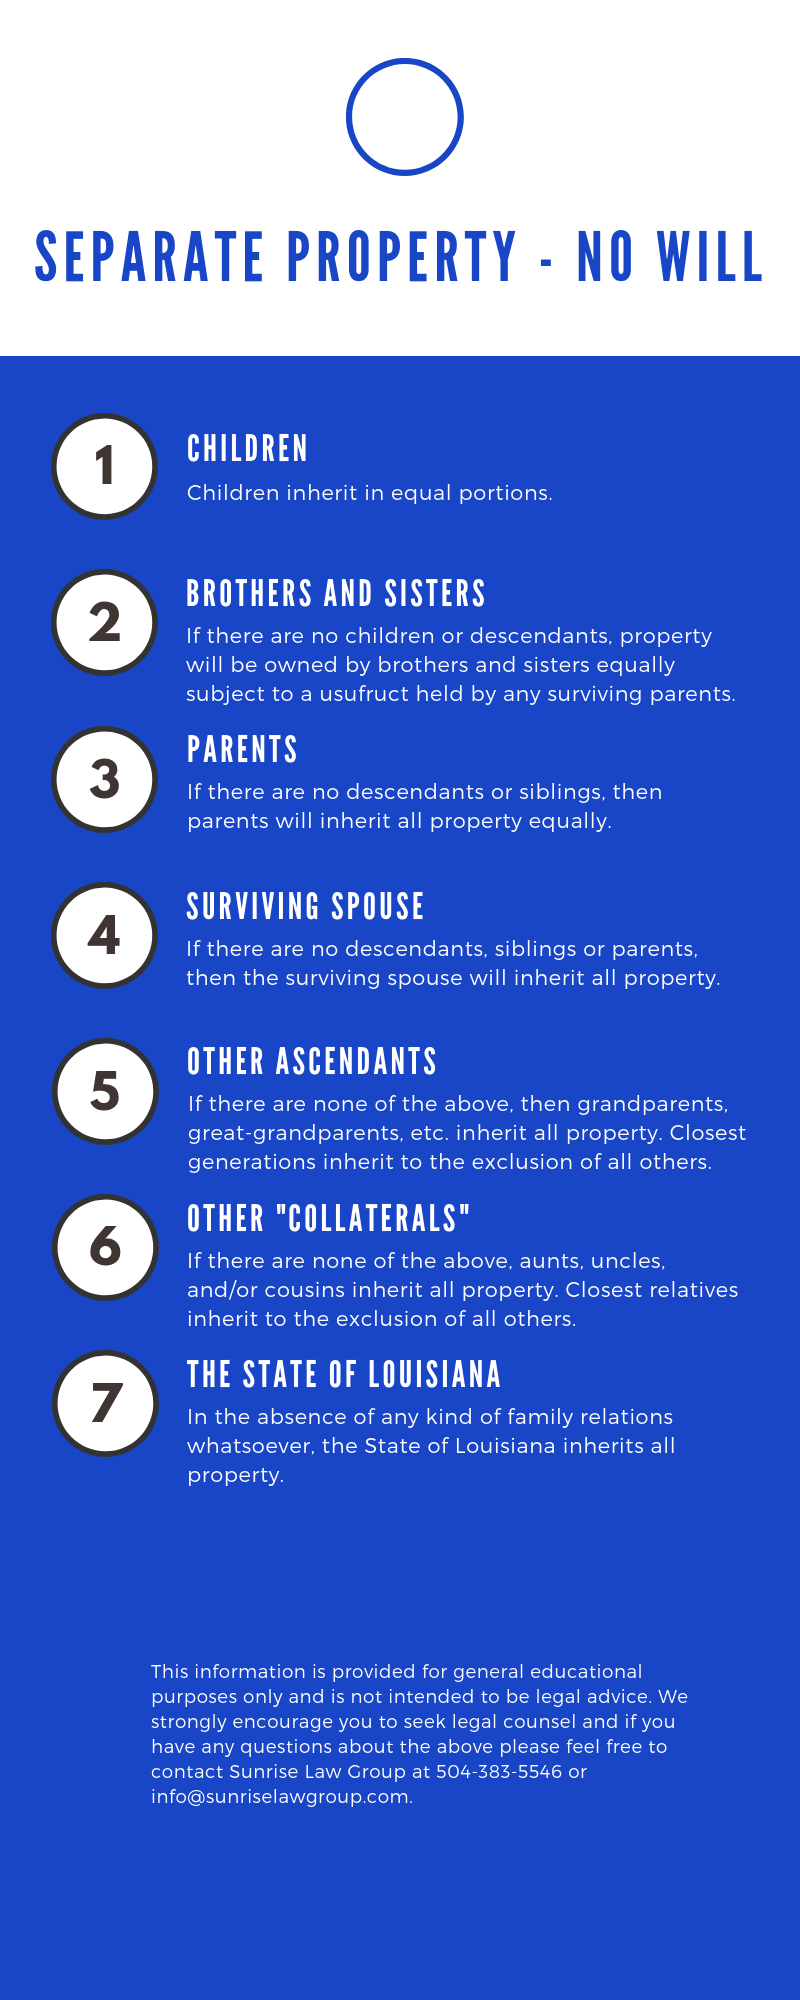 SEPARATE PROPERTY - NO WILL
1
CHILDREN
Children inherit in equal portions.
2
BROTHERS AND SISTERS
If there are no children or descendants, property
will be owned by brothers and sisters equally
subject to a usufruct held by any surviving parents.
3
PARENTS
If there are no descendants or siblings, then
parents will inherit all property equally.
4
SURVIVING SPOUSE
If there are no descendants, siblings or parents,
then the surviving spouse will inherit all property.
5
OTHER ASCENDANTS
If there are none of the above, then grandparents,
great-grandparents, etc. inherit all property. Closest
generations inherit to the exclusion of all others.
6
OTHER "COLLATERALS"
If there are none of the above, aunts, uncles,
and/or cousins inherit all property. Closest relatives
inherit to the exclusion of all others.
7
THE STATE OF LOUISIANA
In the absence of any kind of family relations
whatsoever, the State of Louisiana inherits all
property.
This information is provided for general educational
purposes only and is not intended to be legal advice. We
strongly encourage you to seek legal counsel and if you
have any questions about the above please feel free to
contact Sunrise Law Group at 504-383-5546 or
info@sunriselawgroup.com.